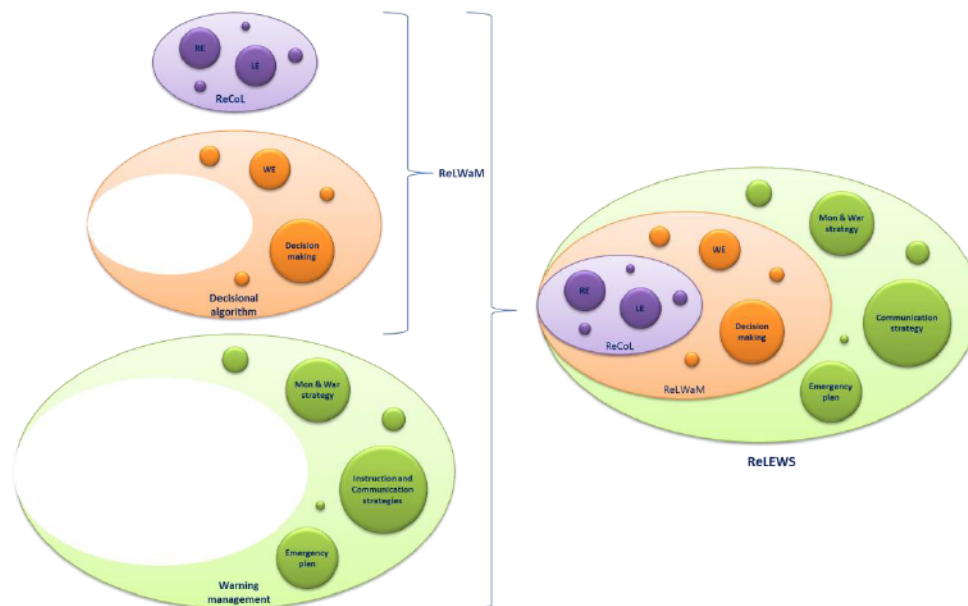 RE
LE
ReCoL
WE
Decision
making
Decisional
algorithm
ReLWaM
Mon & War
strategy
Instruction and
Communication
strategies
Emergency
plan
Warning
management
Mon & War
strategy
WE
RE
LE
Communication
strategy
Decision
making
ReCoL
ReLWaM
Emergency
plan
ReLEWS